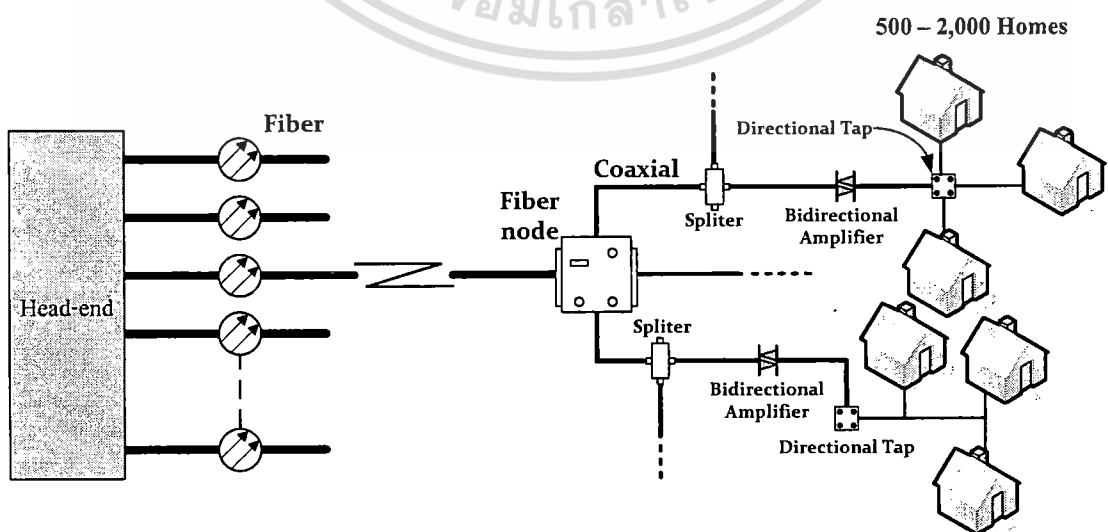 500 – 2,000 Homes
Fiber
Directional Tap
Coaxial
Fiber
node
Spliter
Bidirectional
Amplifier
Head-end
Spliter
Bidirectional
Amplifier
Directional Tap